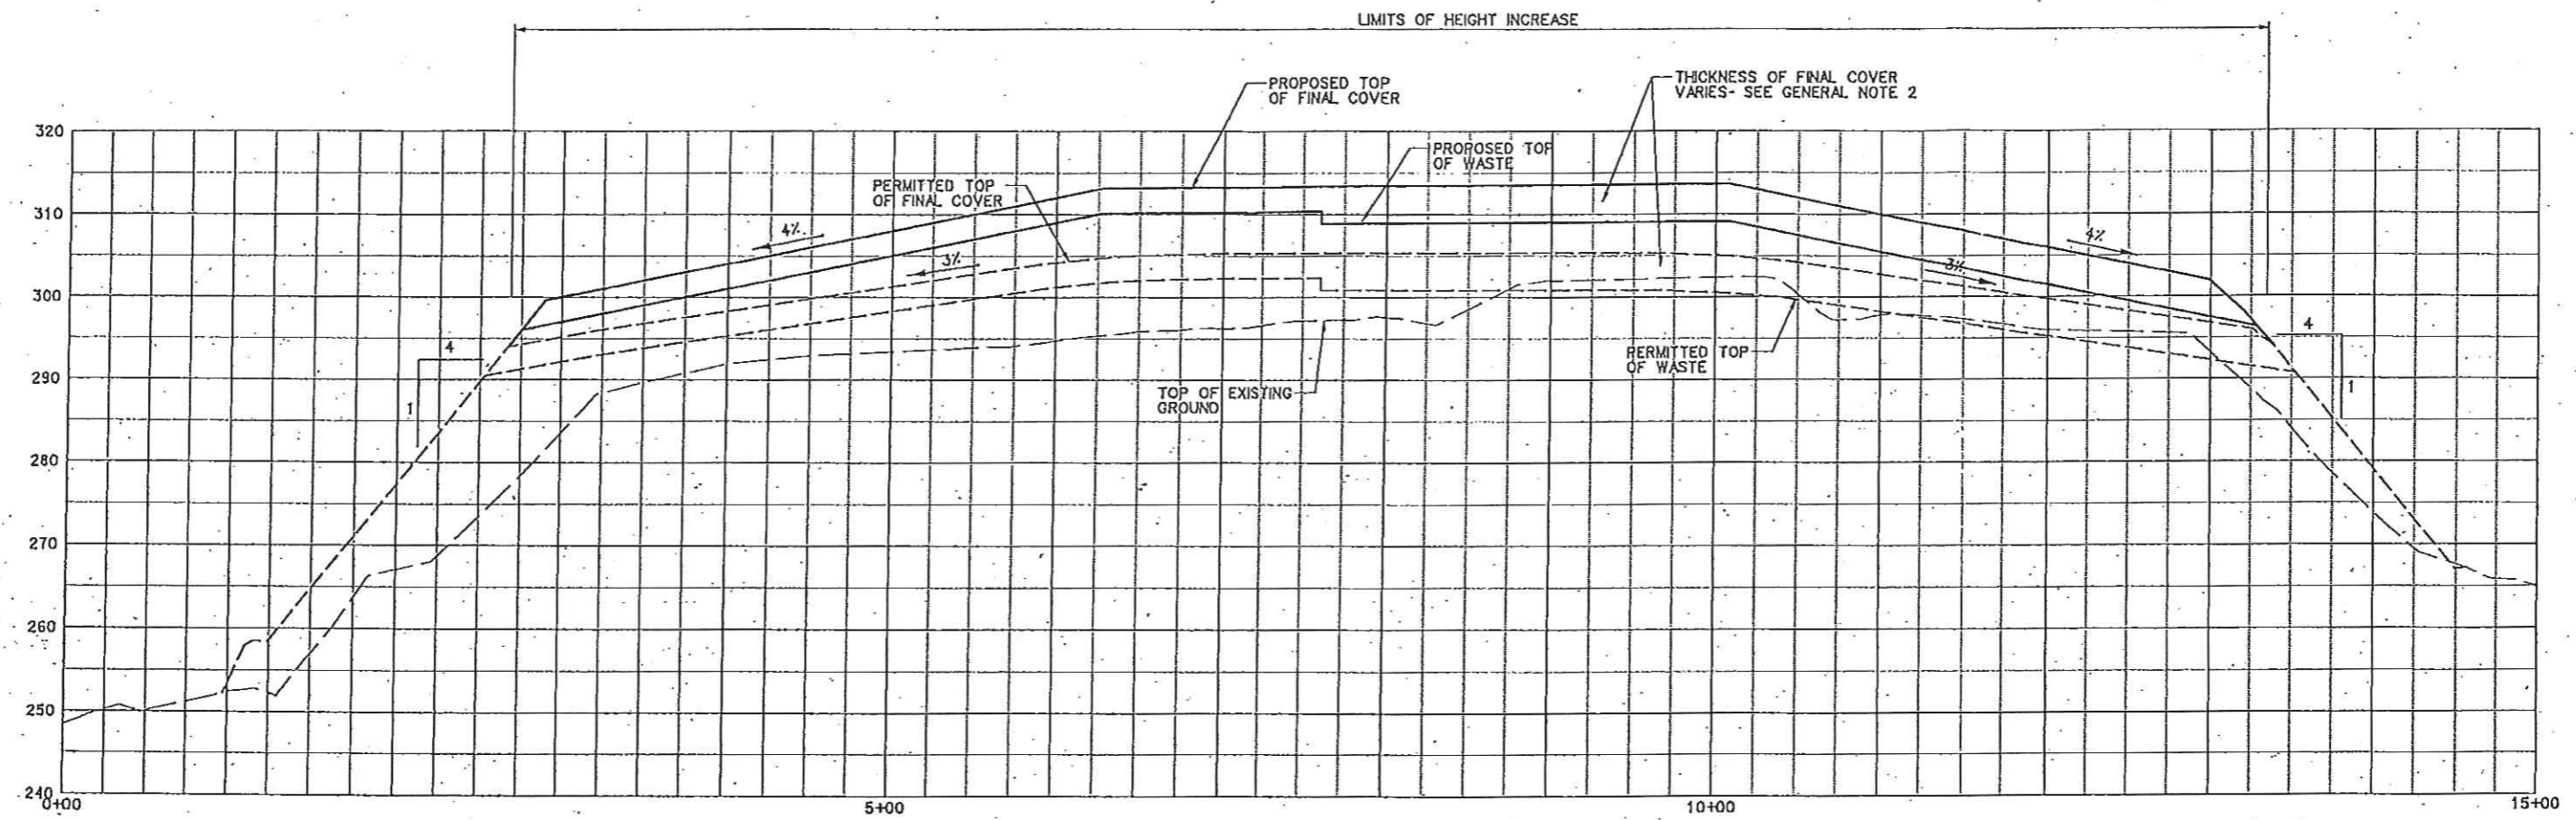 LIMITS OF HEIGHT INCREASE
PROPOSED TOP
OF FINAL COVER
THICKNESS OF FINAL COVER
VARIES- SEE GENERAL NOTE 2
PROPOSED TOP
OF WASTE
PERMITTED TOP
OF FINAL COVER
4%
3%
4%
3%
4
1
4
1
PERMITTED TOP
OF WASTE
TOP OF EXISTING
GROUND
320
310
300
290
280
270
260
250
240
0+00
5+00
10+00
15+00